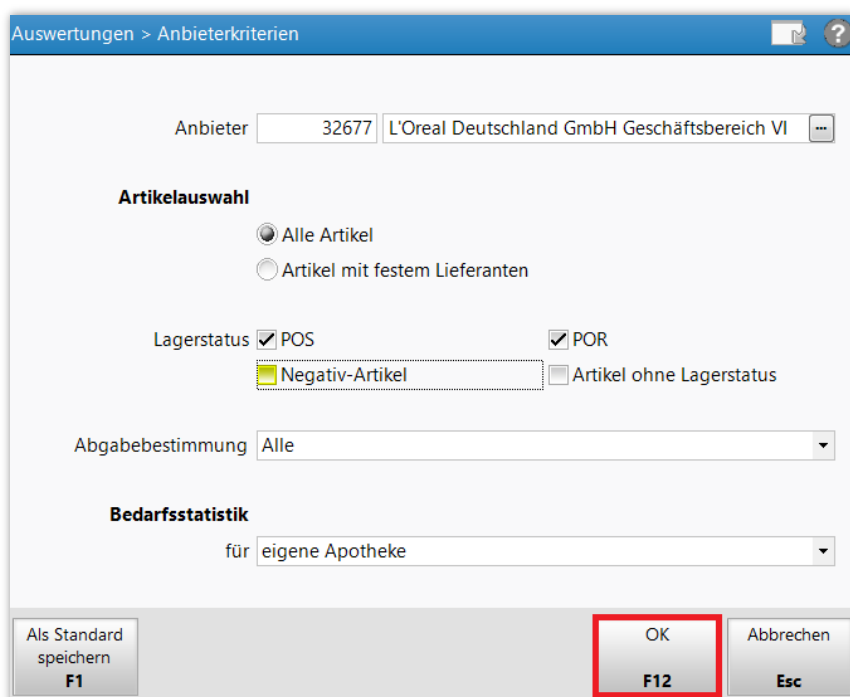 Auswertungen > Anbieterkriterien
Anbieter 32677 L'Oreal Deutschland GmbH Geschäftsbereich VI ...
Artikelauswahl
Alle Artikel
Artikel mit festem Lieferanten
Lagerstatus POS POR
Negativ-Artikel Artikel ohne Lagerstatus
Abgabebestimmung Alle
Bedarfsstatistik
für eigene Apotheke
Als Standard OK Abbrechen
speichern
F1 F12 Esc